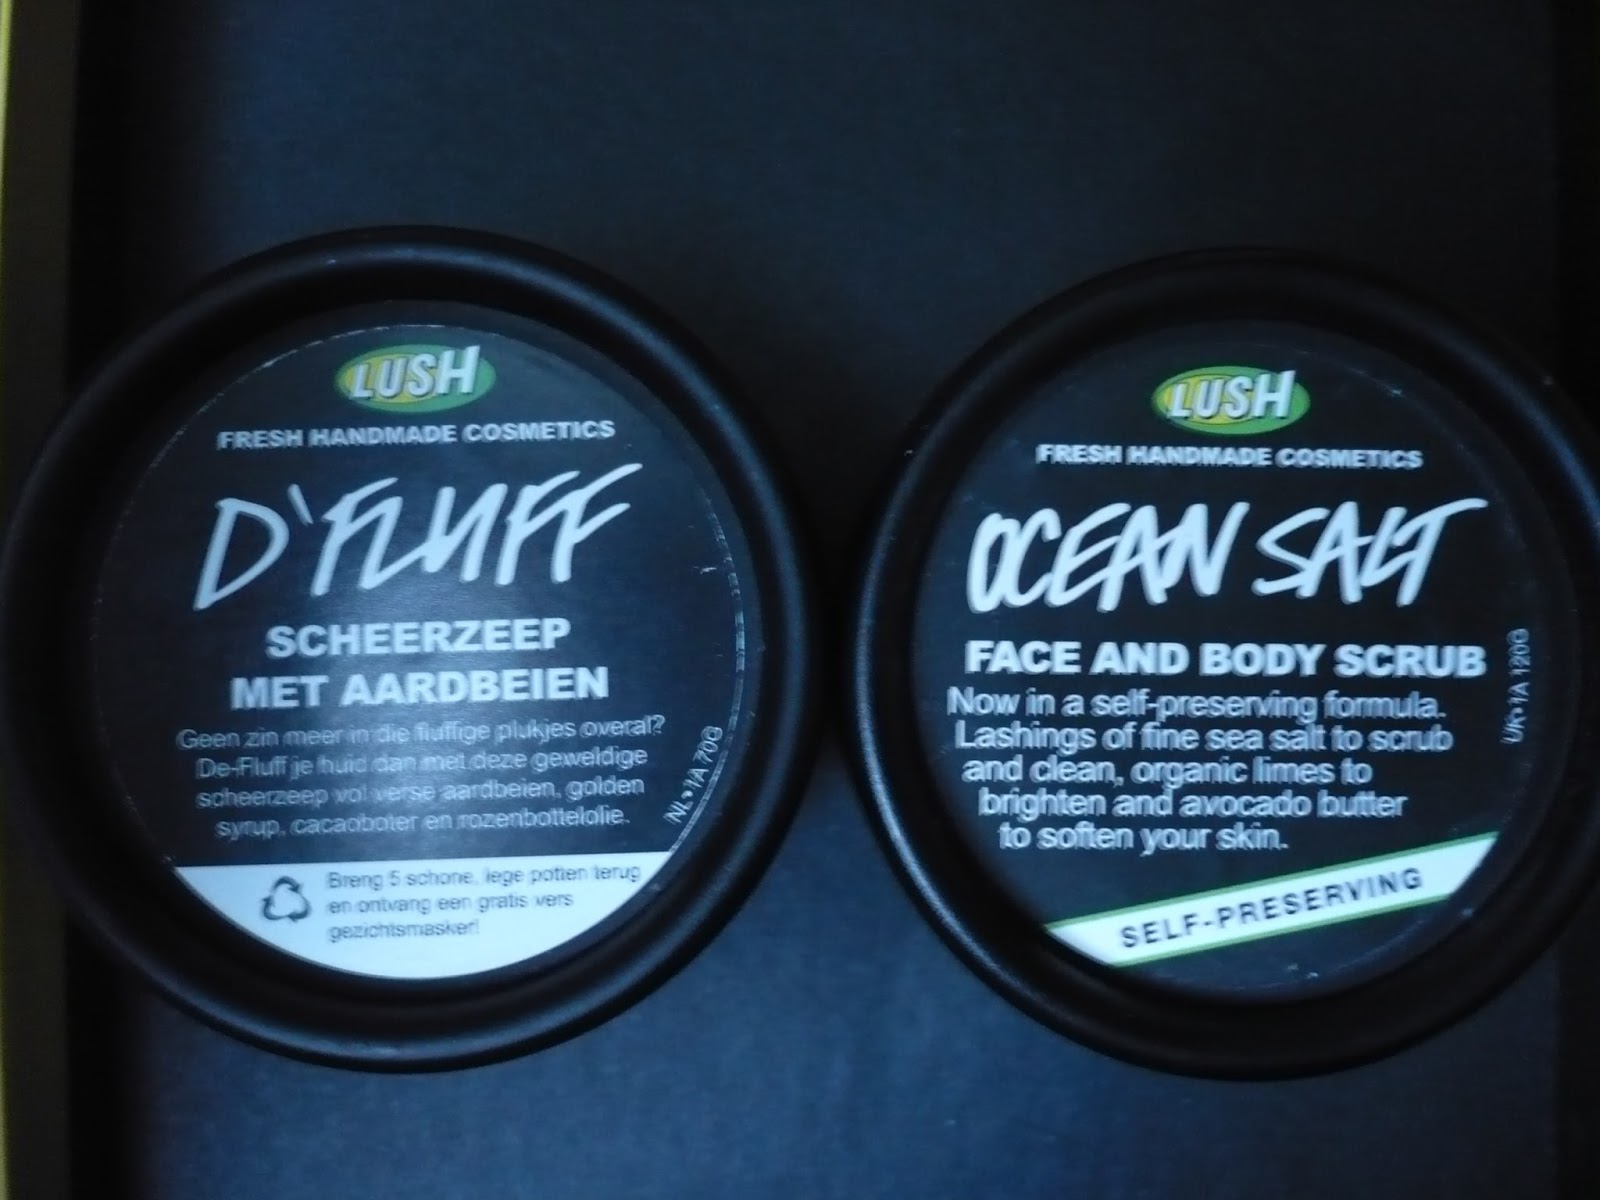 LUSH
FRESH HANDMADE COSMETICS
D'FLUFF
SCHEERZEEP
MET AARDBEIEN
Geen zin meer in die fluffige plukjes overal?
De-Fluff je huid dan met deze geweldige
scheerzeep vol verse aardbeien, golden
syrup, cacaoboter en rozenbottelolie.
NL•1A 70G
Breng 5 schone, lege potten terug
en ontvang een gratis vers
gezichtsmasker!
LUSH
FRESH HANDMADE COSMETICS
OCEAN SALT
FACE AND BODY SCRUB
Now in a self-preserving formula.
Lashings of fine sea salt to scrub
and clean, organic limes to
brighten and avocado butter
to soften your skin.
UK•1A 120G
SELF-PRESERVING